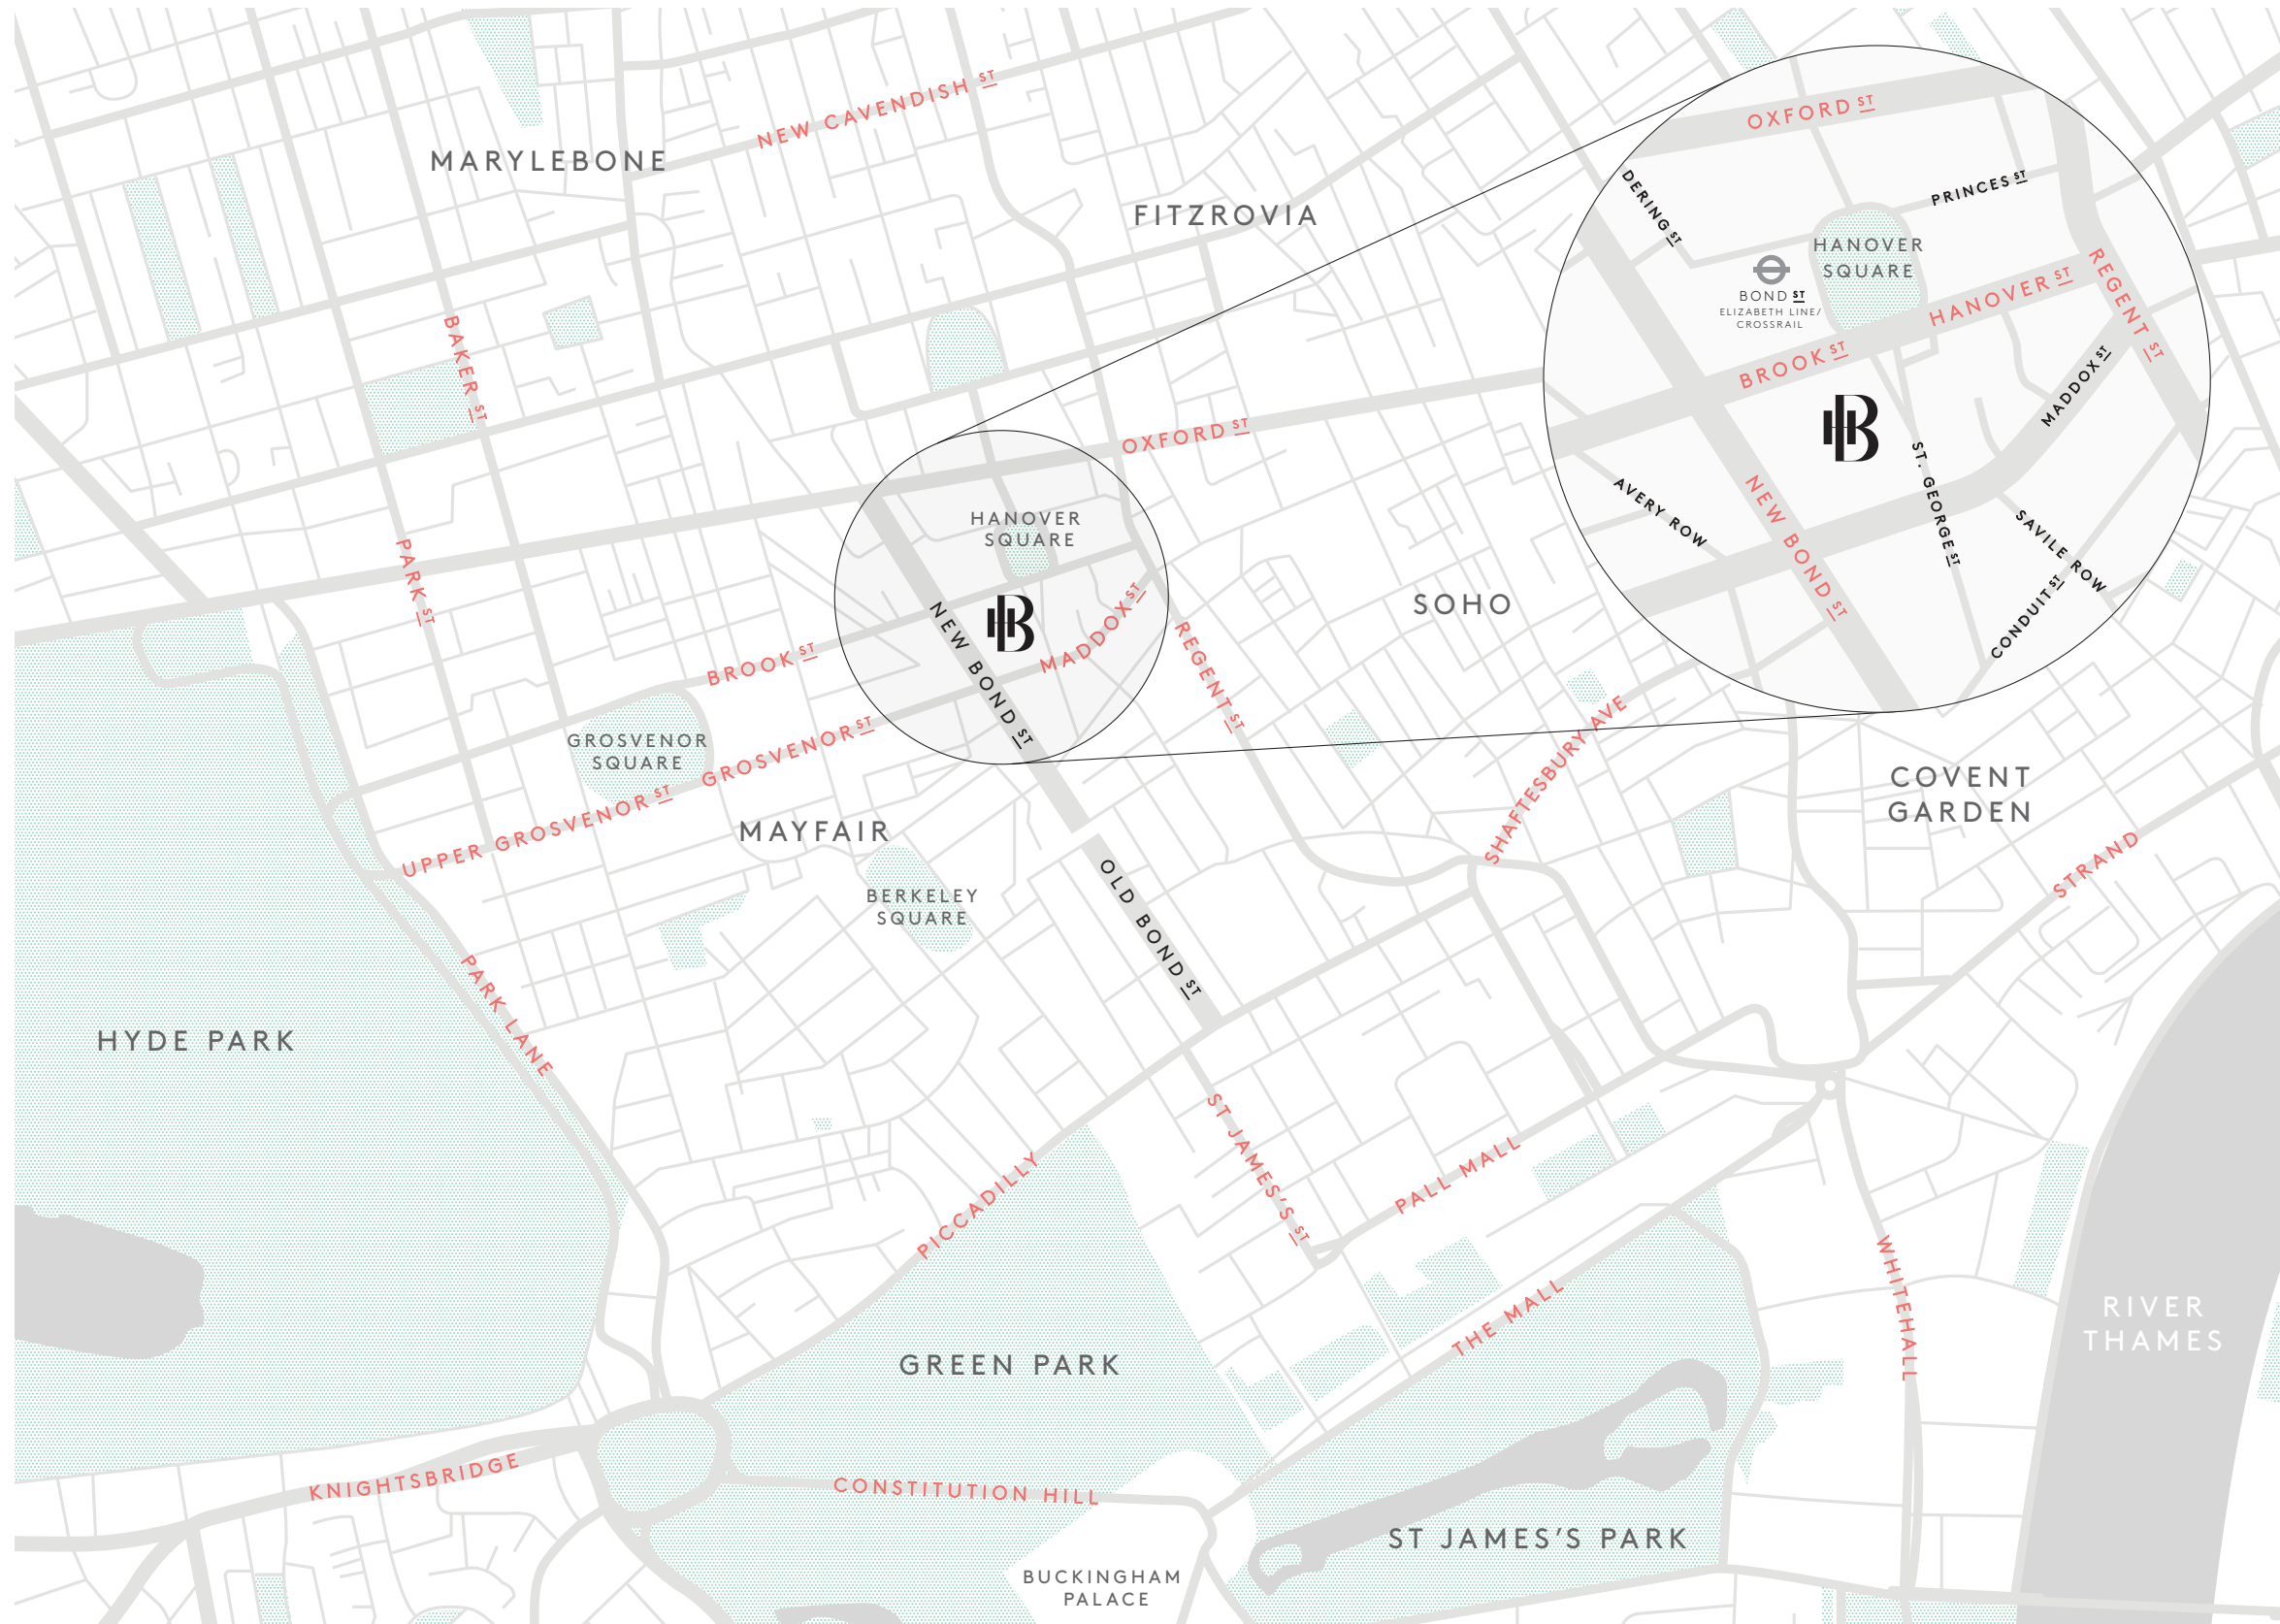 NEW CAVENDISH ST
MARYLEBONE
FITZROVIA
OXFORD ST
DERING ST
PRINCES ST
HANOVER
SQUARE
BOND ST
ELIZABETH LINE/
CROSSRAIL
HANOVER ST
REGENT ST
BROOK ST
MADDOX ST
B
ST. GEORGE ST
AVERY ROW
NEW BOND ST
SAVILE ROW
CONDUIT ST
BAKER ST
OXFORD ST
HANOVER
SQUARE
PARK ST
SOHO
NEW BOND ST
B
MADDOX ST
REGENT ST
BROOK ST
GROSVENOR
SQUARE
GROSVENOR ST
UPPER GROSVENOR ST
MAYFAIR
SHAFTESBURY AVE
COVENT
GARDEN
STRAND
BERKELEY
SQUARE
OLD BOND ST
PARK LANE
HYDE PARK
ST JAMES'S ST
PICCADILLY
PALL MALL
THE MALL
WHITEHALL
RIVER
THAMES
GREEN PARK
KNIGHTSBRIDGE
CONSTITUTION HILL
ST JAMES'S PARK
BUCKINGHAM
PALACE